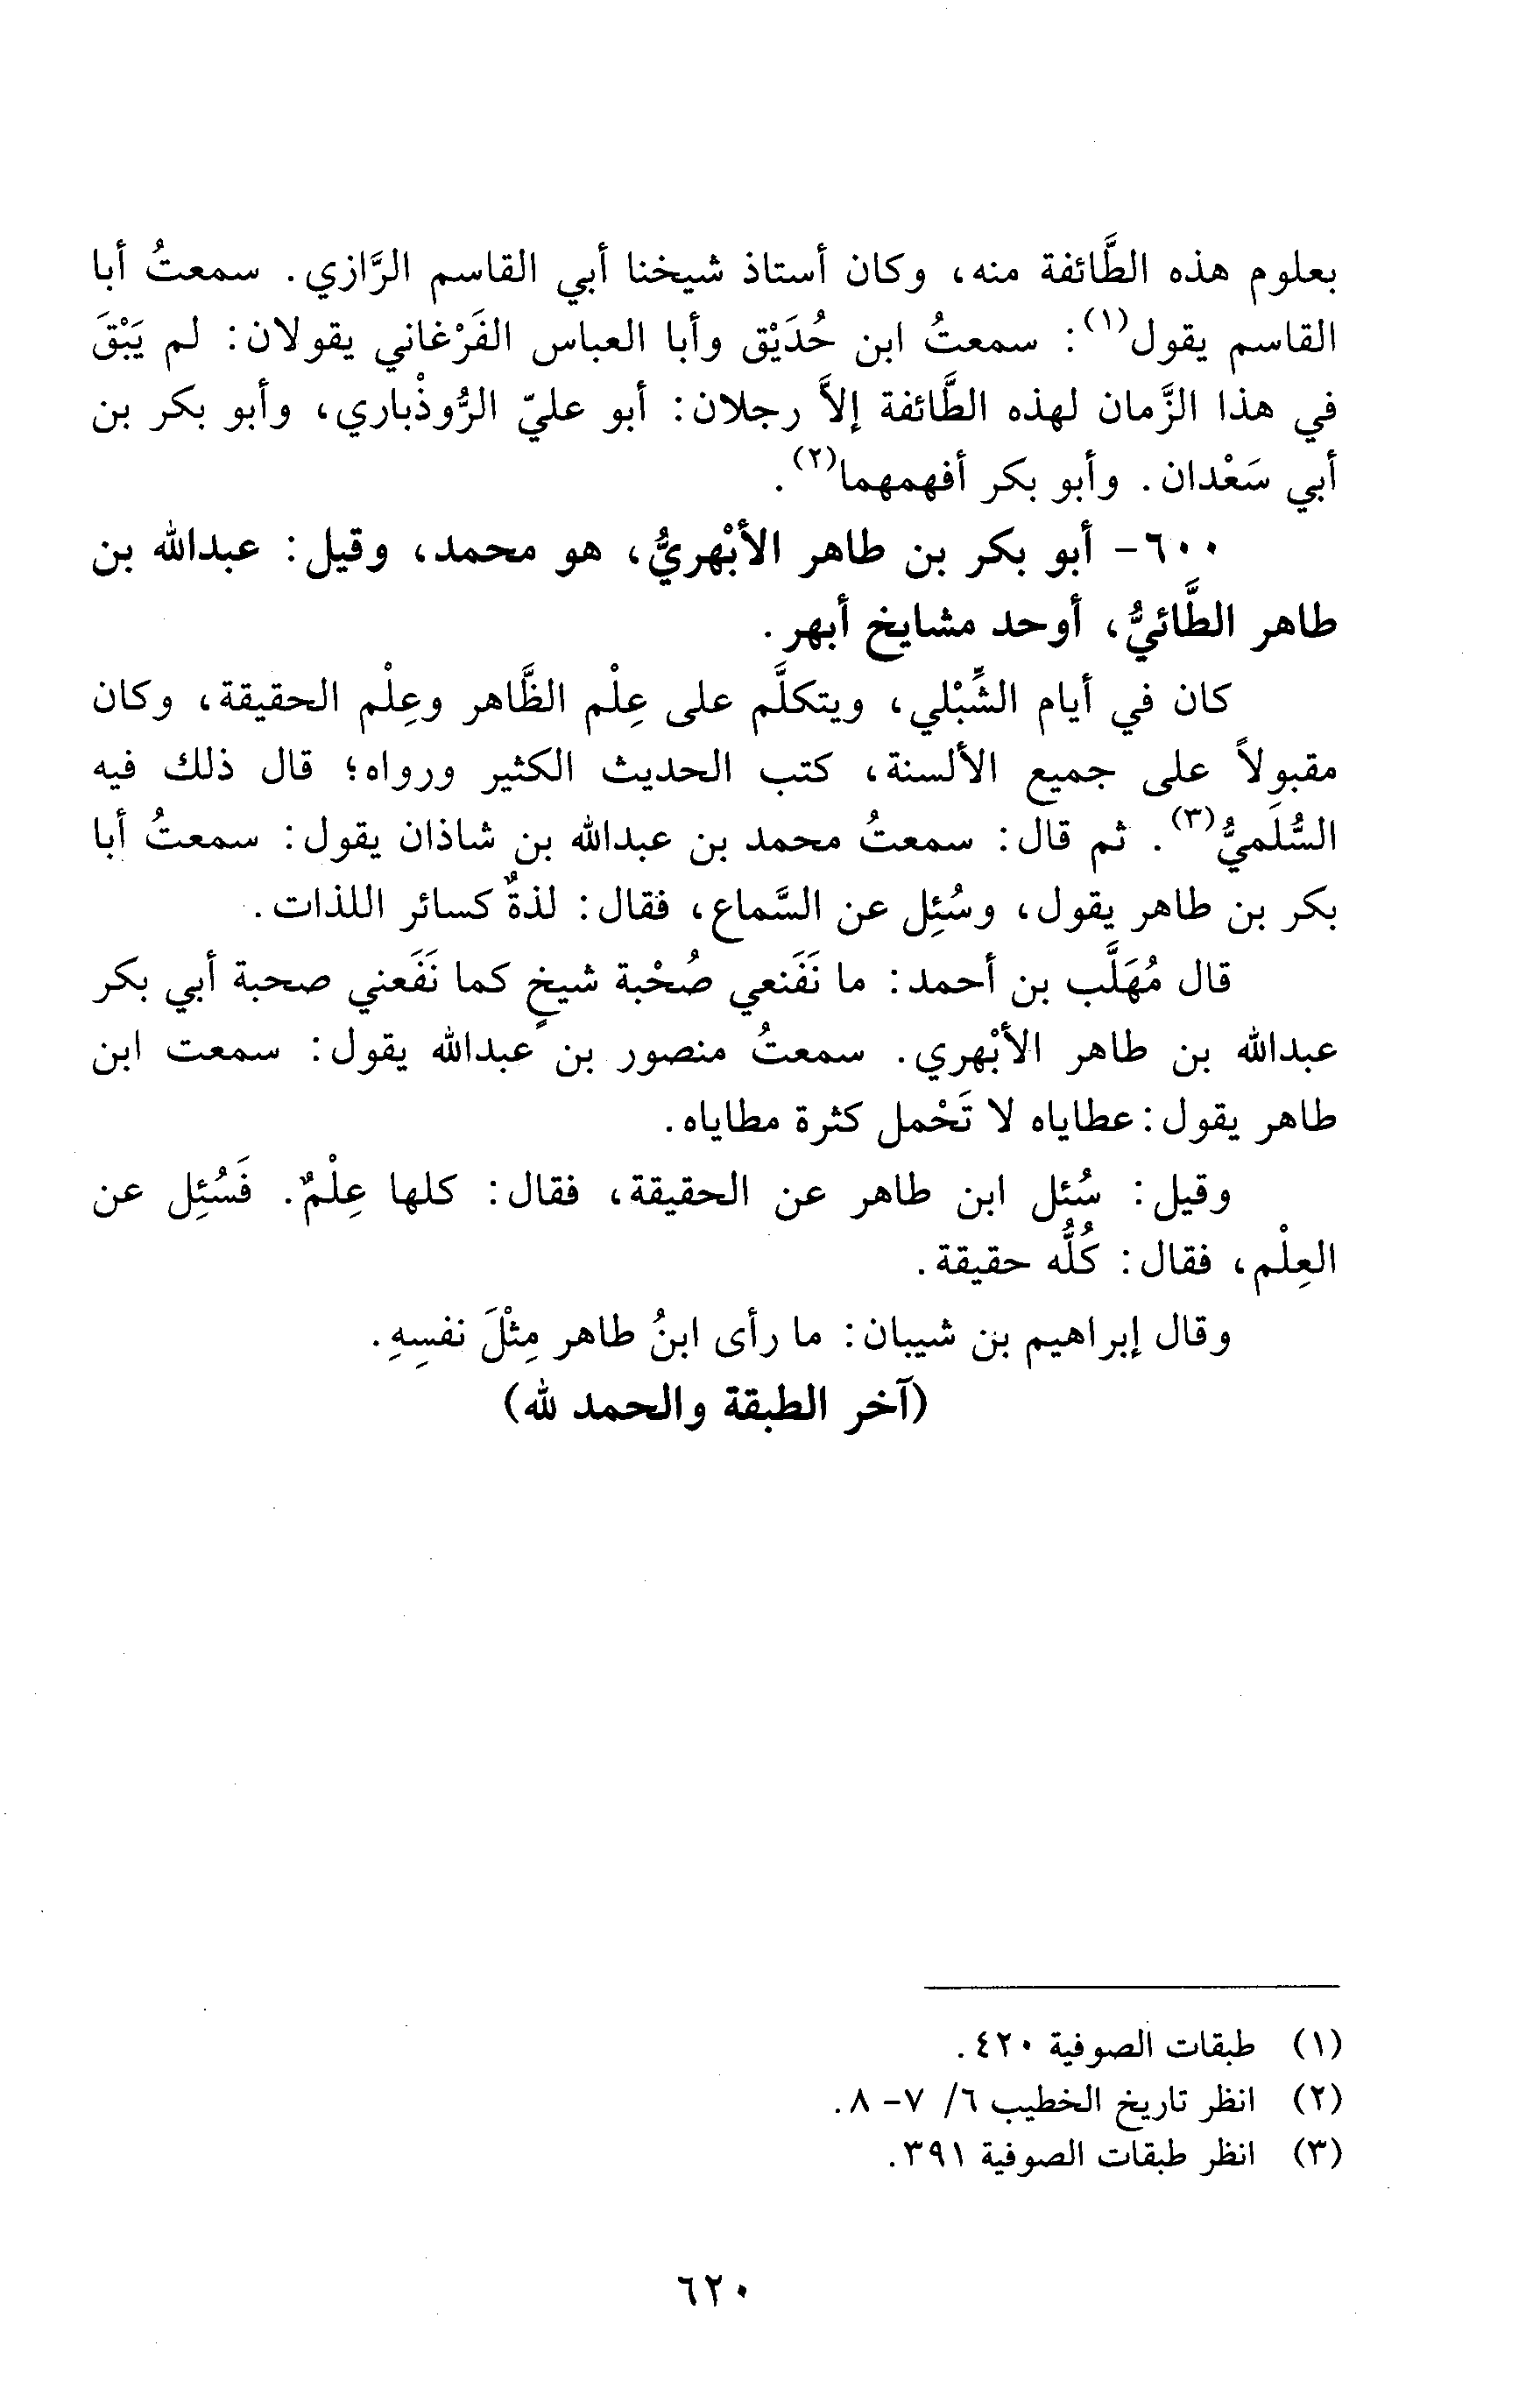 بعلوم هذه الطَّائفة منه، وكان أستاذ شيخنا أبي القاسم الرَّازي. سمعتُ أبا
القاسم يقول(١): سمعتُ ابن حُدَيْق وأبا العباس الفَرْغاني يقولان: لم يَبْقَ
في هذا الزَّمان لهذه الطَّائفة إلاَّ رجلان: أبو عليّ الرُّوذْباري، وأبو بكر بن
أبي سَعْدان. وأبو بكر أفهمهما(٢).
٦٠٠- أبو بكر بن طاهر الأبْهريُّ، هو محمد، وقيل: عبدالله بن
طاهر الطَّائيُّ، أوحد مشايخ أبهر.
كان في أيام الشِّبْلي، ويتكلَّم على عِلْم الظَّاهر وعِلْم الحقيقة، وكان
مقبولاً على جميع الألسنة، كتب الحديث الكثير ورواه؛ قال ذلك فيه
السُّلَميُّ(٣). ثم قال: سمعتُ محمد بن عبدالله بن شاذان يقول: سمعتُ أبا
بكر بن طاهر يقول، وسُئِل عن السَّماع، فقال: لذةٌ كسائر اللذات.
قال مُهَلَّب بن أحمد: ما نَفَنعي صُحْبة شيخٍ كما نَفَعني صحبة أبي بكر
عبدالله بن طاهر الأبْهري. سمعتُ منصور بن عبدالله يقول: سمعت ابن
طاهر يقول: عطاياه لا تَحْمل كثرة مطاياه.
وقيل: سُئل ابن طاهر عن الحقيقة، فقال: كلها عِلْمٌ. فَسُئِل عن
العِلْم، فقال: كُلُّه حقيقة.
وقال إبراهيم بن شيبان: ما رأى ابنُ طاهر مِثْلَ نفسِهِ.
(آخر الطبقة والحمد لله)
(١) طبقات الصوفية ٤٢٠.
(٢) انظر تاريخ الخطيب ٦/ ٧- ٨.
(٣) انظر طبقات الصوفية ٣٩١.
٦٢٠